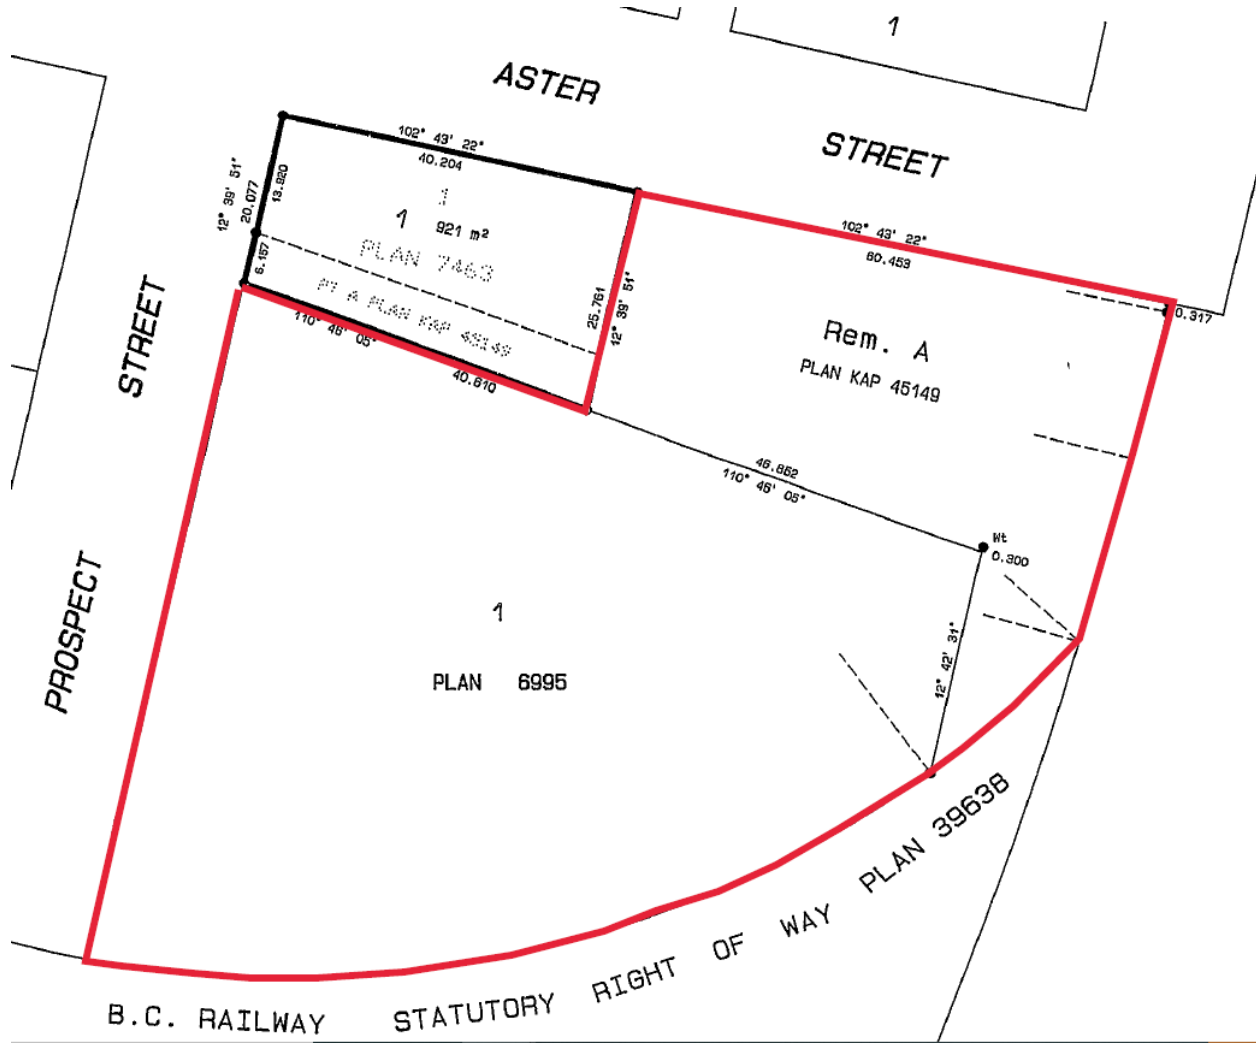 1
ASTER STREET
102° 43' 22"
40.204
12° 39' 51"
20.077
13.920
6.157
1
1 921 m²
PLAN 7463
PT A PLAN KAP 45149
25.761
12° 39' 51"
110° 46' 05"
40.610
102° 43' 22"
60.453
0.317
Rem. A
PLAN KAP 45149
46.862
110° 46' 05"
Wt
0.300
12° 42' 31"
PROSPECT STREET
1
PLAN 6995
B.C. RAILWAY STATUTORY RIGHT OF WAY PLAN 39638